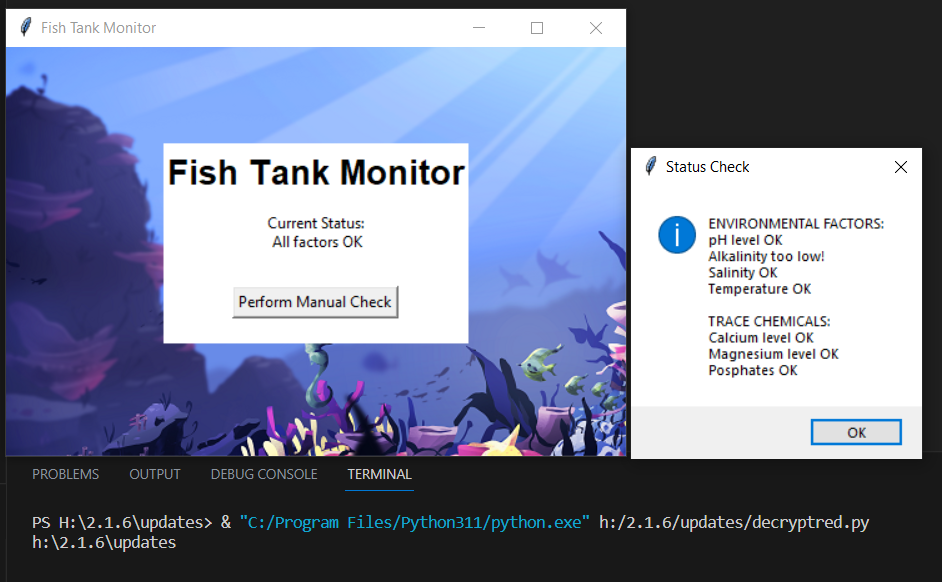 Fish Tank Monitor
Fish Tank Monitor
Current Status:
All factors OK
Perform Manual Check
Status Check
ENVIRONMENTAL FACTORS:
pH level OK
Alkalinity too low!
Salinity OK
Temperature OK
TRACE CHEMICALS:
Calcium level OK
Magnesium level OK
Posphates OK
OK
PROBLEMS OUTPUT DEBUG CONSOLE TERMINAL
PS H:\2.1.6\updates> & "C:/Program Files/Python311/python.exe" h:/2.1.6/updates/decryptred.py
h:\2.1.6\updates